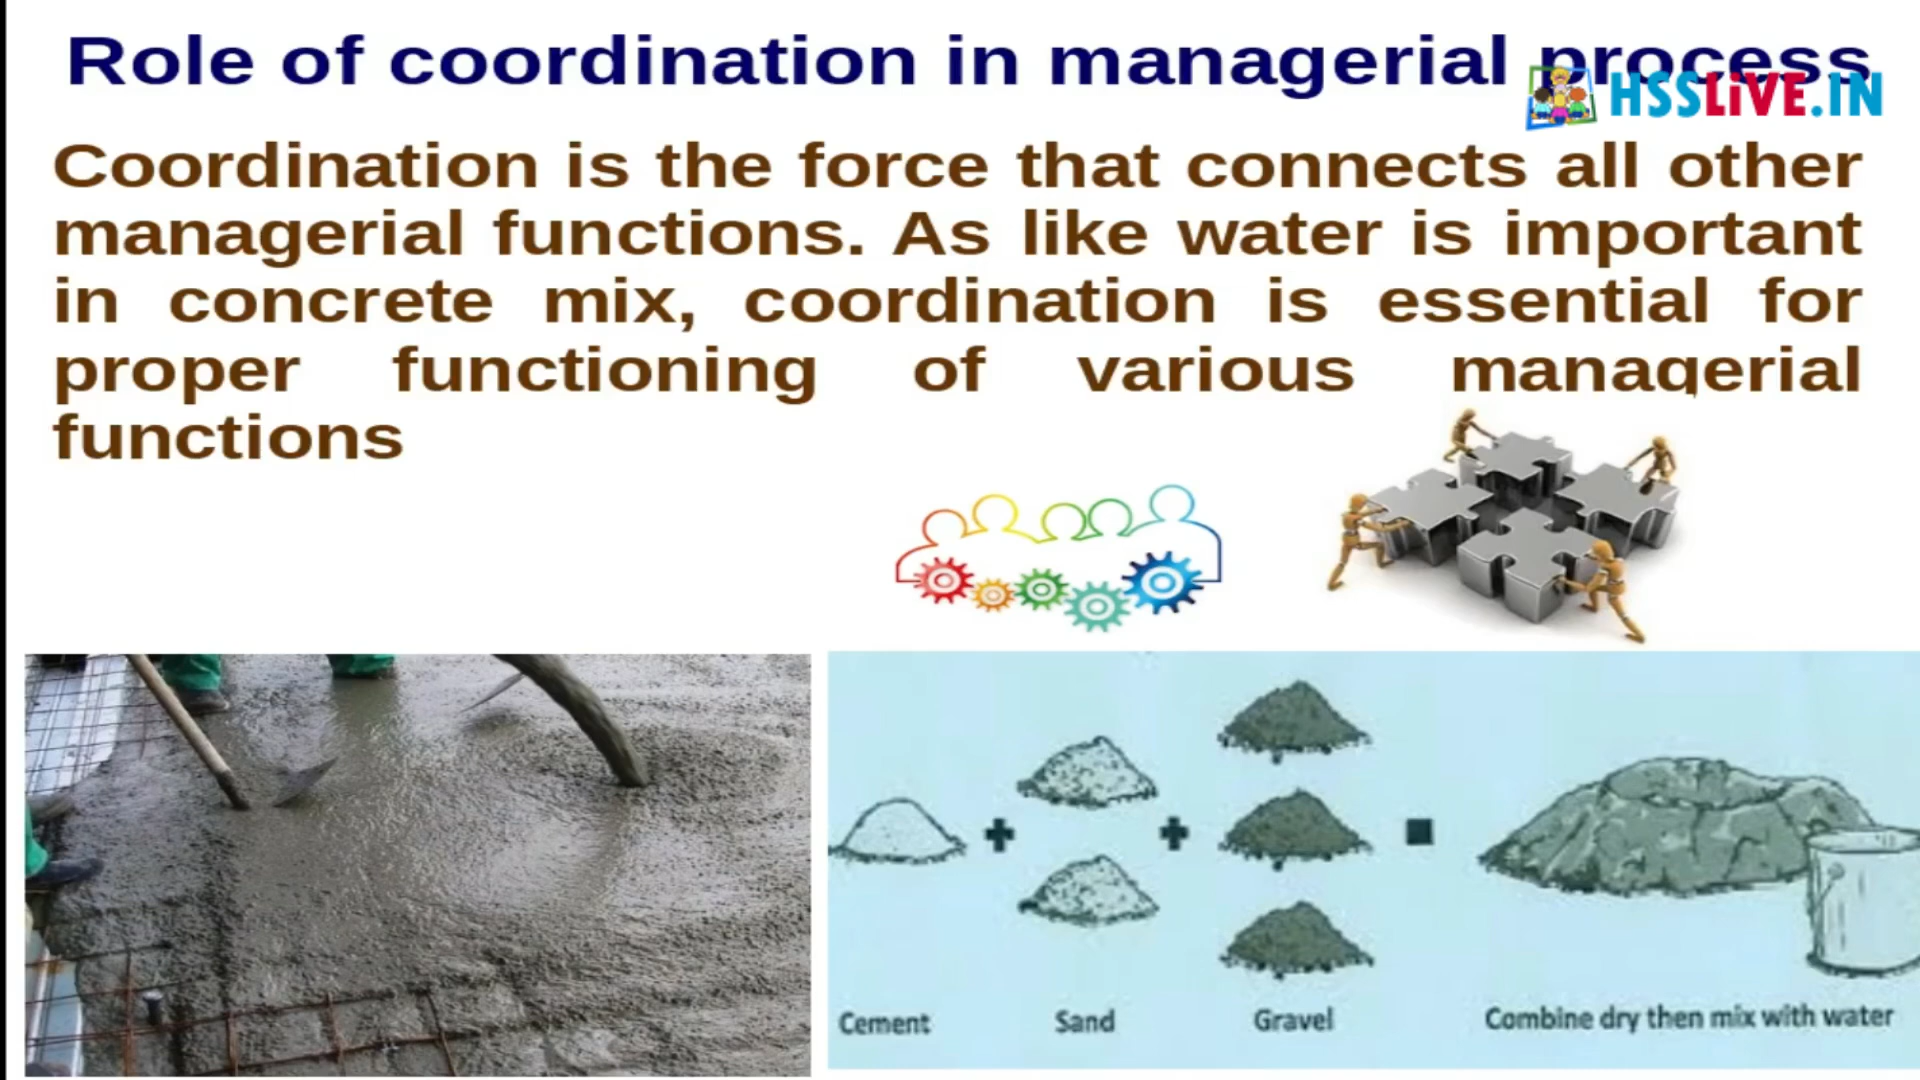 Role of coordination in managerial process
HSSLiVE.IN
Coordination is the force that connects all other
managerial functions. As like water is important
in concrete mix, coordination is essential for
proper functioning of various managerial
functions
Cement
Sand
Gravel
Combine dry then mix with water